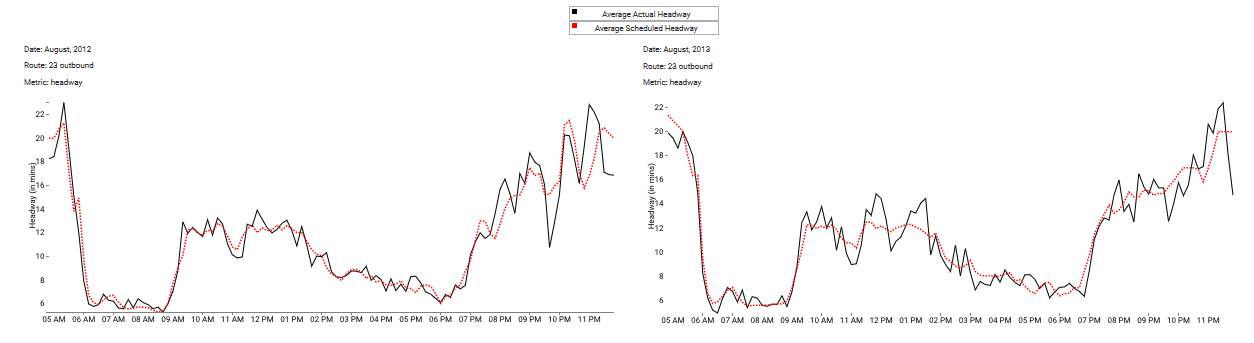 Average Actual Headway
Average Scheduled Headway
Date: August, 2012
Route: 23 outbound
Metric: headway
Headway (in mins)
22
20
18
16
14
12
10
8
6
05 AM 06 AM 07 AM 08 AM 09 AM 10 AM 11 AM 12 PM 01 PM 02 PM 03 PM 04 PM 05 PM 06 PM 07 PM 08 PM 09 PM 10 PM 11 PM
Date: August, 2013
Route: 23 outbound
Metric: headway
Headway (in mins)
22
20
18
16
14
12
10
8
6
05 AM 06 AM 07 AM 08 AM 09 AM 10 AM 11 AM 12 PM 01 PM 02 PM 03 PM 04 PM 05 PM 06 PM 07 PM 08 PM 09 PM 10 PM 11 PM